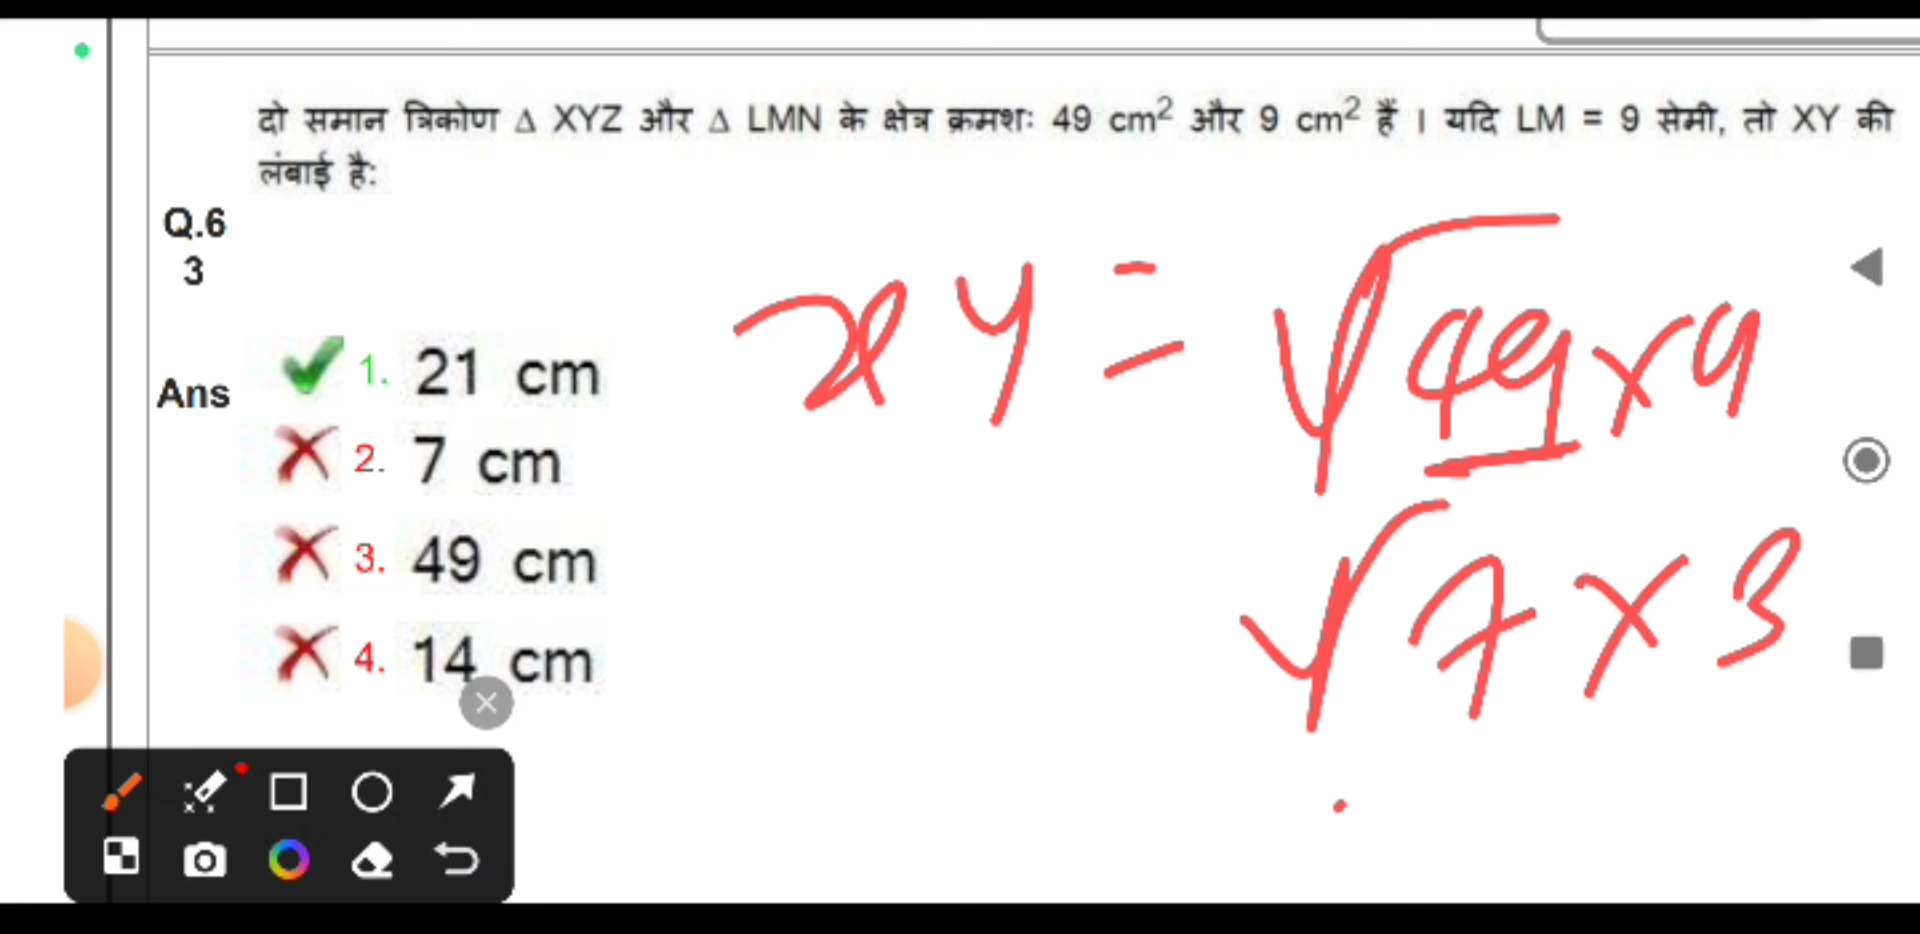 दो समान त्रिकोण Δ XYZ और Δ LMN के क्षेत्र क्रमशः 49 cm² और 9 cm² हैं । यदि LM = 9 सेमी, तो XY की
लंबाई है:
Q.6
3
Ans
1. 21 cm
2. 7 cm
3. 49 cm
4. 14 cm
xy = √49 x 9
√7 x 3